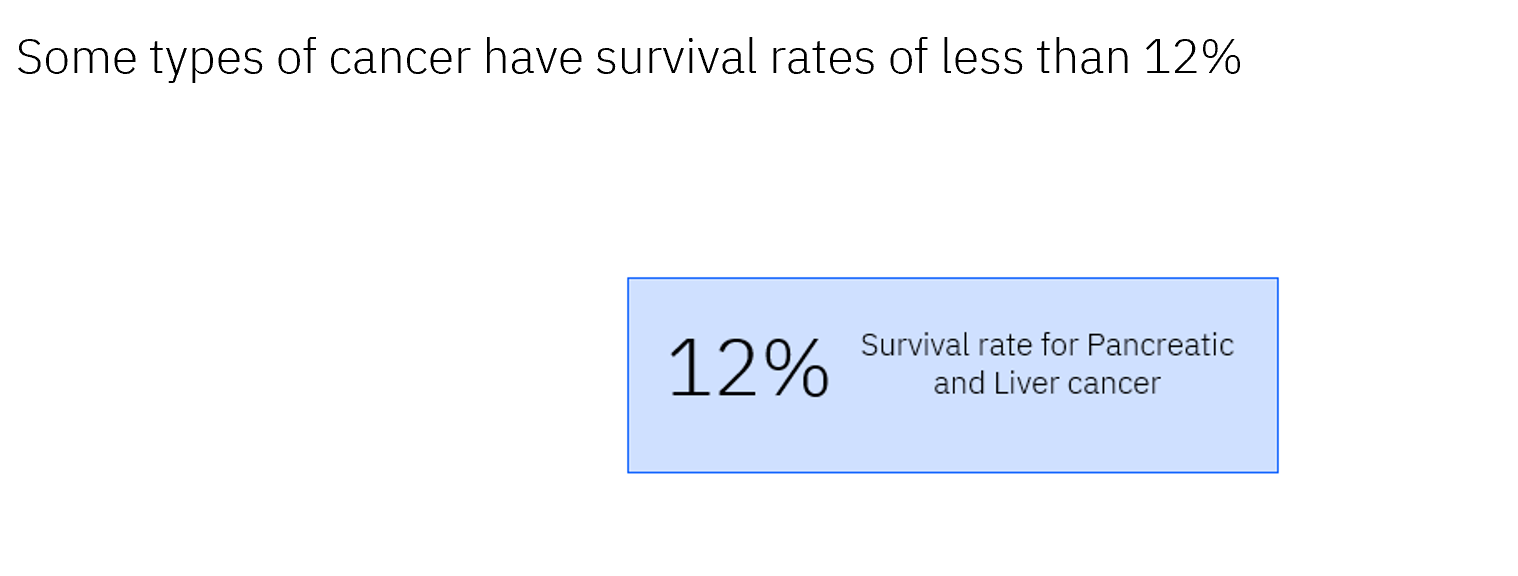 Some types of cancer have survival rates of less than 12%
12%
Survival rate for Pancreatic
and Liver cancer